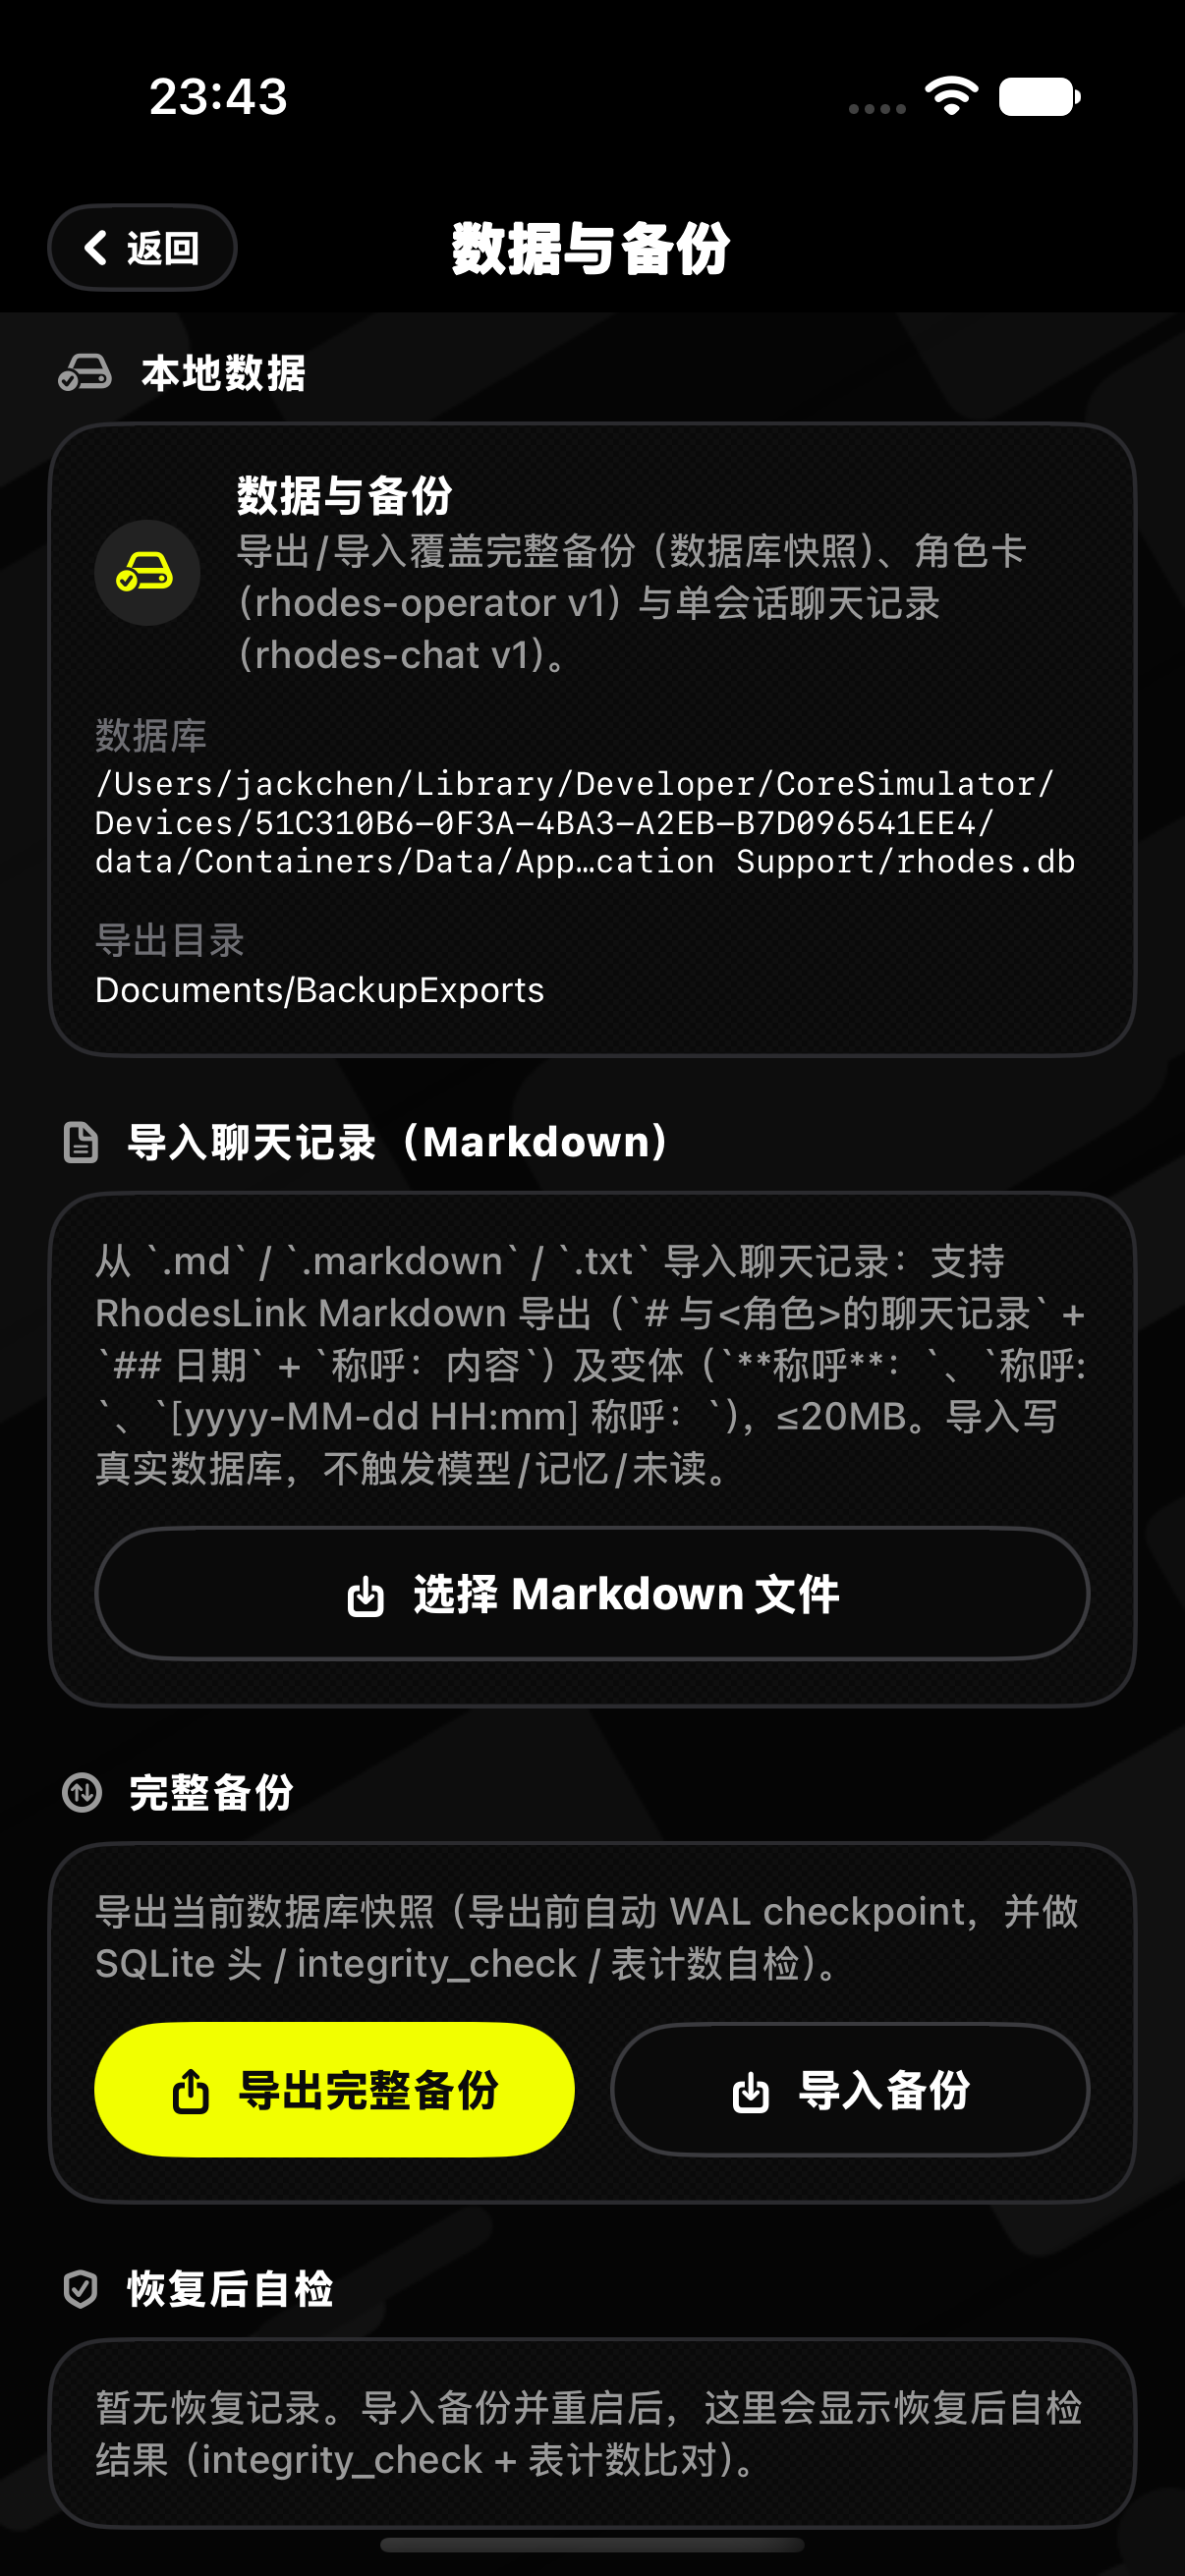 23:43
返回
数据与备份
本地数据
数据与备份
导出/导入覆盖完整备份（数据库快照）、角色卡
（rhodes-operator v1）与单会话聊天记录
（rhodes-chat v1）。
数据库
/Users/jackchen/Library/Developer/CoreSimulator/
Devices/51C310B6-0F3A-4BA3-A2EB-B7D096541EE4/
data/Containers/Data/App…cation Support/rhodes.db
导出目录
Documents/BackupExports
导入聊天记录（Markdown）
从 `.md` / `.markdown` / `.txt` 导入聊天记录：支持
RhodesLink Markdown 导出（`# 与<角色>的聊天记录` +
`## 日期` + `称呼：内容`）及变体（`**称呼**：`、`称呼:
`、`[yyyy-MM-dd HH:mm] 称呼：`），≤20MB。导入写
真实数据库，不触发模型/记忆/未读。
选择 Markdown 文件
完整备份
导出当前数据库快照（导出前自动 WAL checkpoint，并做
SQLite 头 / integrity_check / 表计数自检）。
导出完整备份
导入备份
恢复后自检
暂无恢复记录。导入备份并重启后，这里会显示恢复后自检
结果（integrity_check + 表计数比对）。